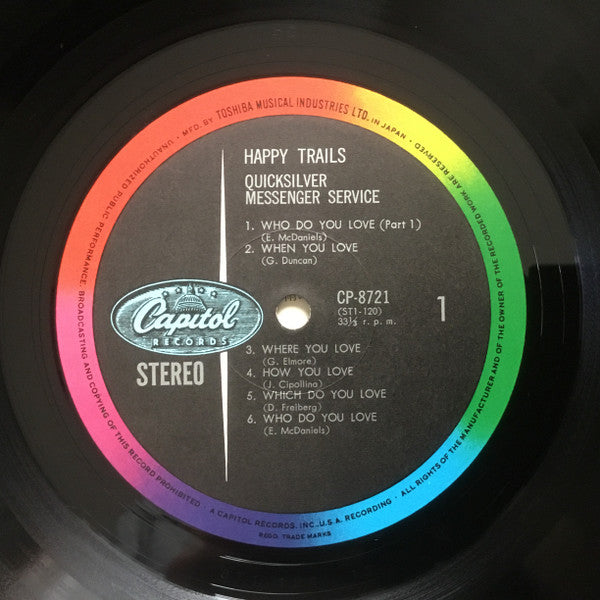 MFD. BY TOSHIBA MUSICAL INDUSTRIES LTD. IN JAPAN • ALL RIGHTS OF THE MANUFACTURER AND OF THE OWNER OF THE RECORDED WORK ARE RESERVED
UNAUTHORIZED PUBLIC PERFORMANCE, BROADCASTING AND COPYING OF THIS RECORD PROHIBITED •
HAPPY TRAILS
QUICKSILVER
MESSENGER SERVICE
1. WHO DO YOU LOVE (Part 1)
(E. McDaniels)
2. WHEN YOU LOVE
(G. Duncan)
CP-8721
(ST1-120)
33⅓ r. p. m.
1
Capitol
RECORDS
STEREO
3. WHERE YOU LOVE
(G. Elmore)
4. HOW YOU LOVE
(J. Cipollina)
5. WHICH DO YOU LOVE
(D. Freiberg)
6. WHO DO YOU LOVE
(E. McDaniels)
A CAPITOL RECORDS, INC., U.S.A. RECORDING •
REGD. TRADE MARKS